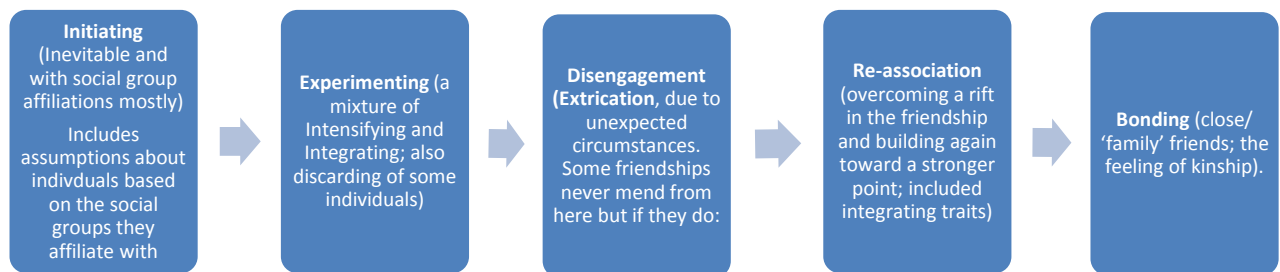 Initiating
(Inevitable and
with social group
affiliations mostly)
Includes
assumptions about
indivduals based
on the social
groups they
affiliate with
Experimenting (a
mixture of
Intensifying and
Integrating; also
discarding of some
individuals)
Disengagement
(Extrication, due to
unexpected
circumstances.
Some friendships
never mend from
here but if they do:
Re-association
(overcoming a rift
in the friendship
and building again
toward a stronger
point; included
integrating traits)
Bonding (close/
‘family’ friends; the
feeling of kinship).